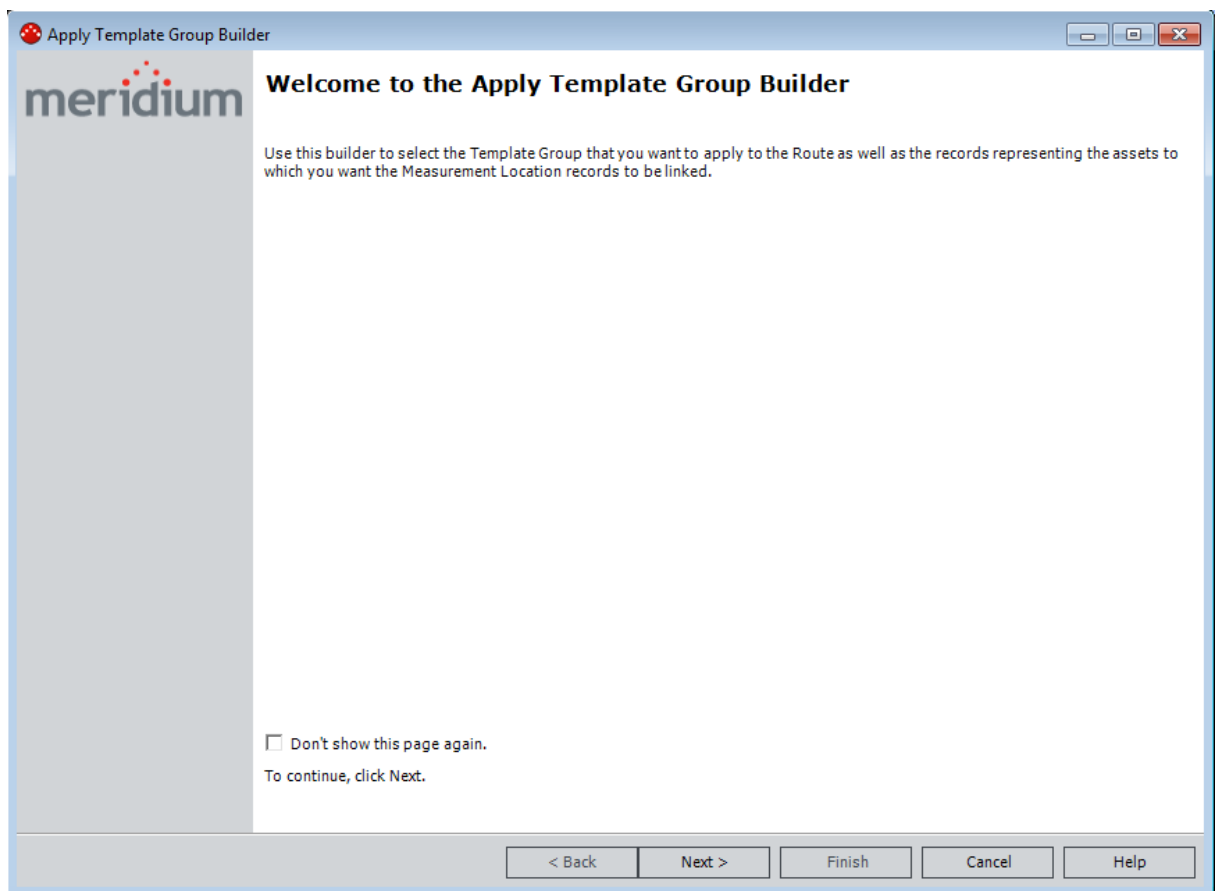 Apply Template Group Builder
meridium
Welcome to the Apply Template Group Builder
Use this builder to select the Template Group that you want to apply to the Route as well as the records representing the assets to
which you want the Measurement Location records to be linked.
Don't show this page again.
To continue, click Next.
< Back
Next >
Finish
Cancel
Help